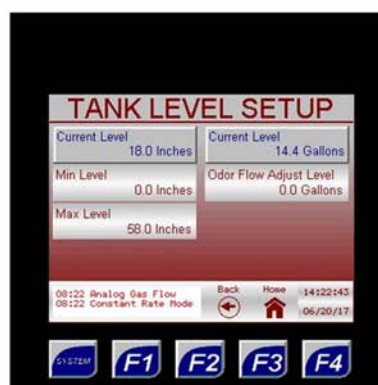 TANK LEVEL SETUP
Current Level
18.0 Inches
Current Level
14.4 Gallons
Min Level
0.0 Inches
Odor Flow Adjust Level
0.0 Gallons
Max Level
58.0 Inches
08:22 Analog Gas Flow
08:22 Constant Rate Mode
Back
Home
14:22:43
06/20/17
SYSTEM
F1
F2
F3
F4